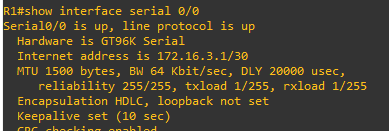 R1#show interface serial 0/0
Serial0/0 is up, line protocol is up
Hardware is GT96K Serial
Internet address is 172.16.3.1/30
MTU 1500 bytes, BW 64 Kbit/sec, DLY 20000 usec,
reliability 255/255, txload 1/255, rxload 1/255
Encapsulation HDLC, loopback not set
Keepalive set (10 sec)
CRC checking enabled